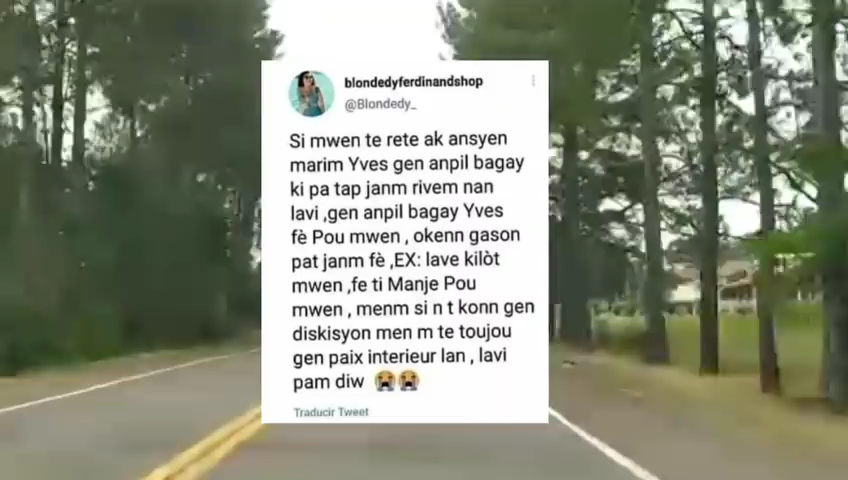 blondedyferdinandshop
@Blondedy_
Si mwen te rete ak ansyen
marim Yves gen anpil bagay
ki pa tap janm rivem nan
lavi ,gen anpil bagay Yves
fè Pou mwen , okenn gason
pat janm fè ,EX: lave kilòt
mwen ,fe ti Manje Pou
mwen , menm si n t konn gen
diskisyon men m te toujou
gen paix interieur lan , lavi
pam diw 😭😭
Traducir Tweet